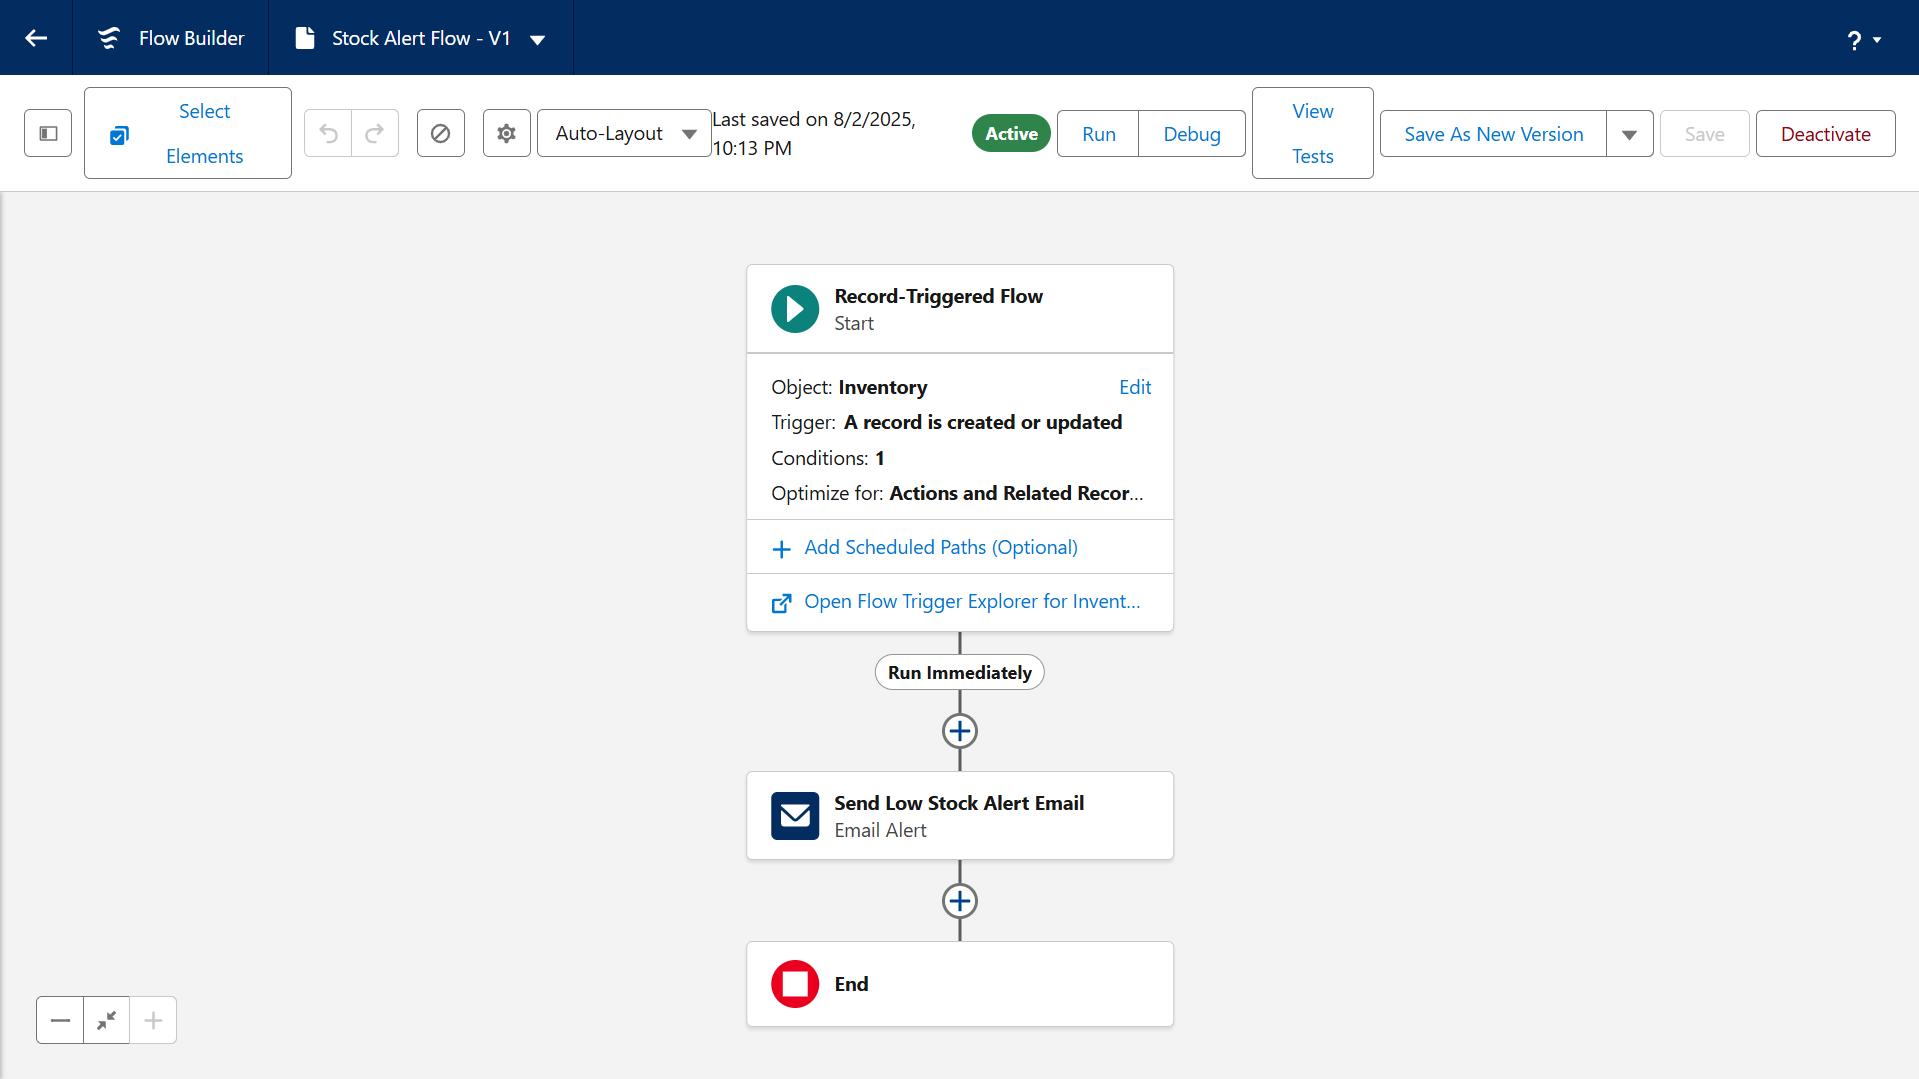 Flow Builder
Stock Alert Flow - V1
?
Select
Elements
Auto-Layout
Last saved on 8/2/2025,
10:13 PM
Active
Run
Debug
View
Tests
Save As New Version
Save
Deactivate
Record-Triggered Flow
Start
Object: Inventory
Edit
Trigger: A record is created or updated
Conditions: 1
Optimize for: Actions and Related Recor...
Add Scheduled Paths (Optional)
Open Flow Trigger Explorer for Invent...
Run Immediately
Send Low Stock Alert Email
Email Alert
End